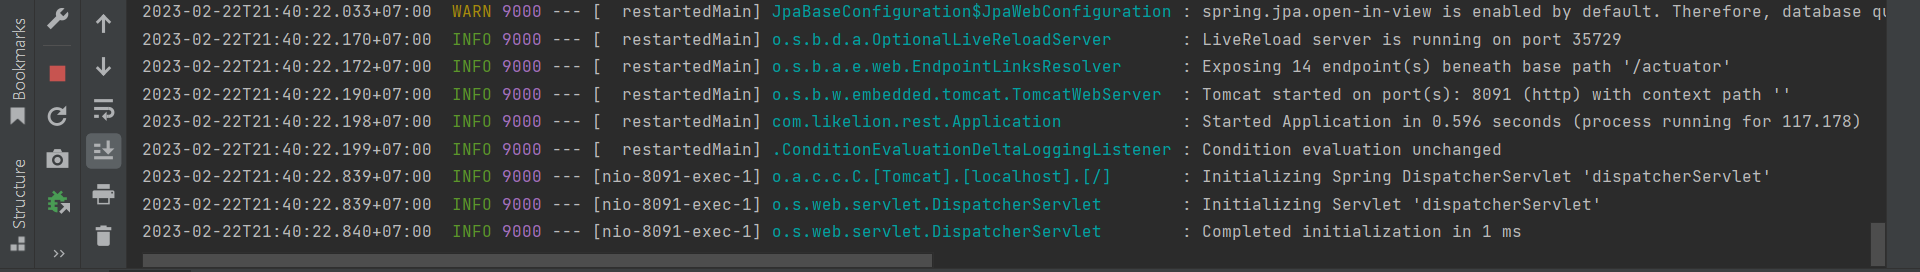 2023-02-22T21:40:22.033+07:00  WARN 9000 --- [  restartedMain] JpaBaseConfiguration$JpaWebConfiguration : spring.jpa.open-in-view is enabled by default. Therefore, database qu
2023-02-22T21:40:22.170+07:00  INFO 9000 --- [  restartedMain] o.s.b.d.a.OptionalLiveReloadServer       : LiveReload server is running on port 35729
2023-02-22T21:40:22.172+07:00  INFO 9000 --- [  restartedMain] o.s.b.a.e.web.EndpointLinksResolver      : Exposing 14 endpoint(s) beneath base path '/actuator'
2023-02-22T21:40:22.190+07:00  INFO 9000 --- [  restartedMain] o.s.b.w.embedded.tomcat.TomcatWebServer  : Tomcat started on port(s): 8091 (http) with context path ''
2023-02-22T21:40:22.198+07:00  INFO 9000 --- [  restartedMain] com.likelion.rest.Application            : Started Application in 0.596 seconds (process running for 117.178)
2023-02-22T21:40:22.199+07:00  INFO 9000 --- [  restartedMain] .ConditionEvaluationDeltaLoggingListener : Condition evaluation unchanged
2023-02-22T21:40:22.839+07:00  INFO 9000 --- [nio-8091-exec-1] o.a.c.c.C.[Tomcat].[localhost].[/]       : Initializing Spring DispatcherServlet 'dispatcherServlet'
2023-02-22T21:40:22.839+07:00  INFO 9000 --- [nio-8091-exec-1] o.s.web.servlet.DispatcherServlet        : Initializing Servlet 'dispatcherServlet'
2023-02-22T21:40:22.840+07:00  INFO 9000 --- [nio-8091-exec-1] o.s.web.servlet.DispatcherServlet        : Completed initialization in 1 ms
Bookmarks
Structure